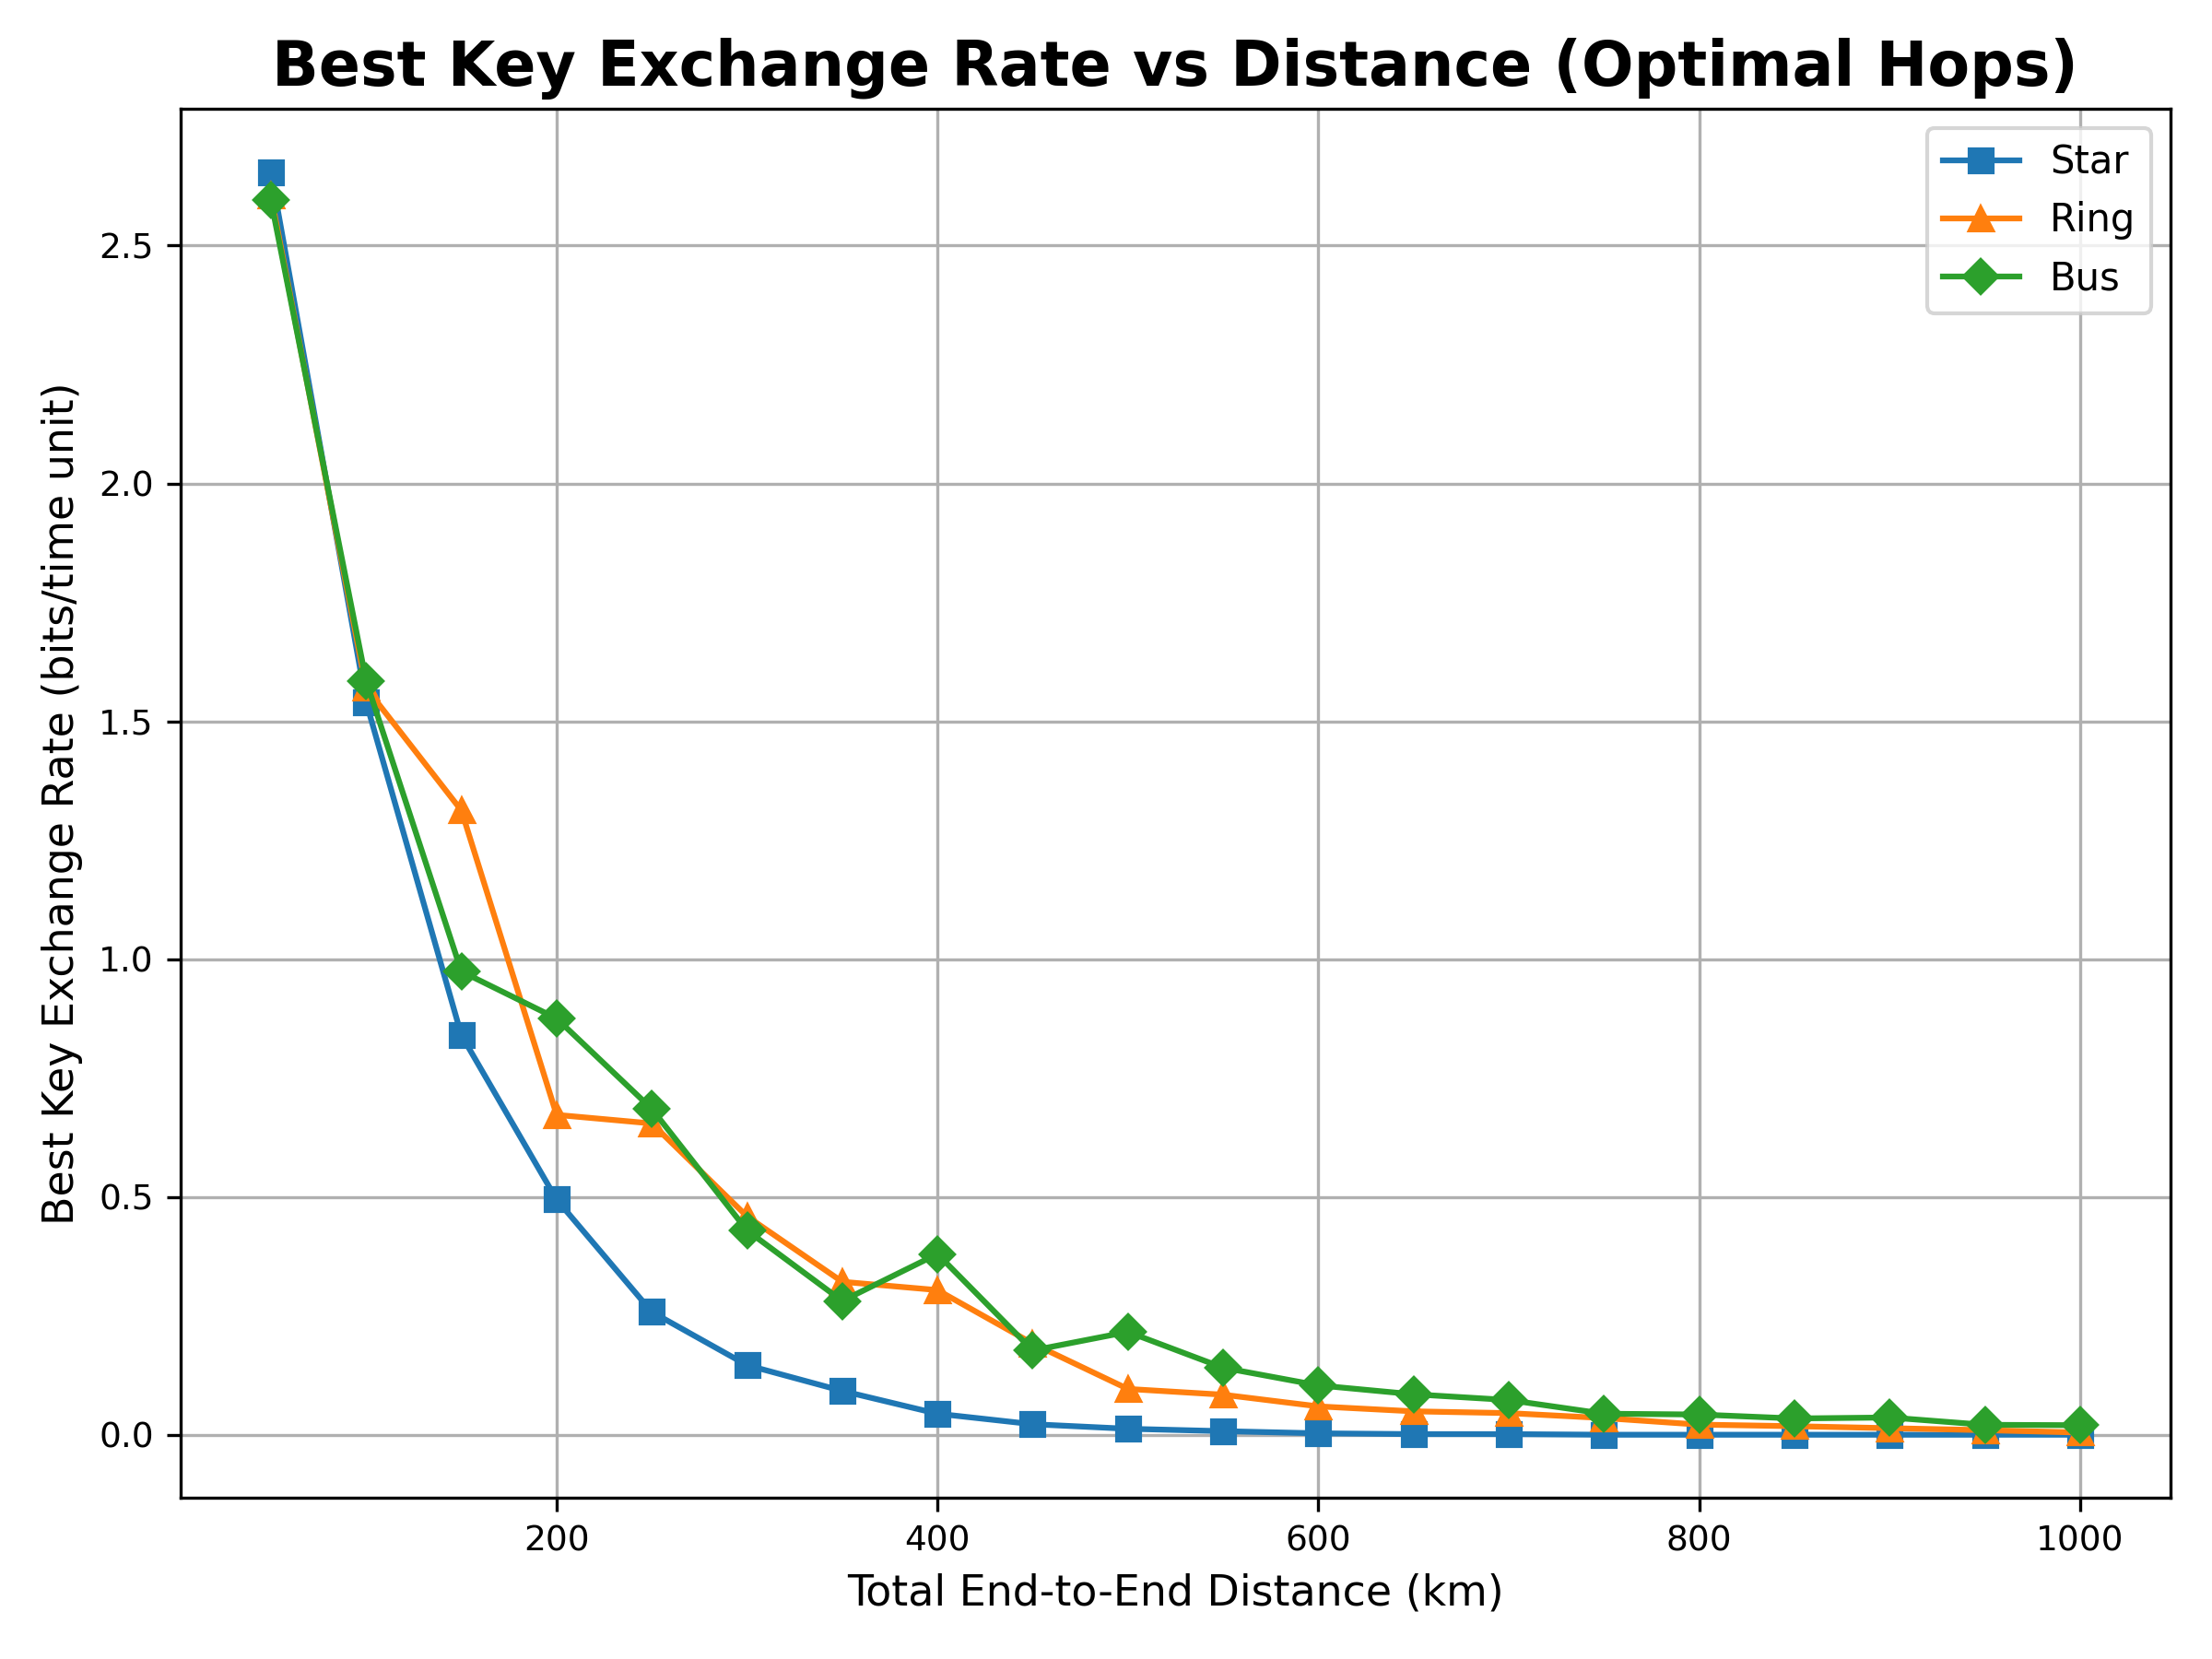 Best Key Exchange Rate vs Distance (Optimal Hops)
Star
Ring
Bus
Best Key Exchange Rate (bits/time unit)
2.5
2.0
1.5
1.0
0.5
0.0
200 400 600 800 1000
Total End-to-End Distance (km)